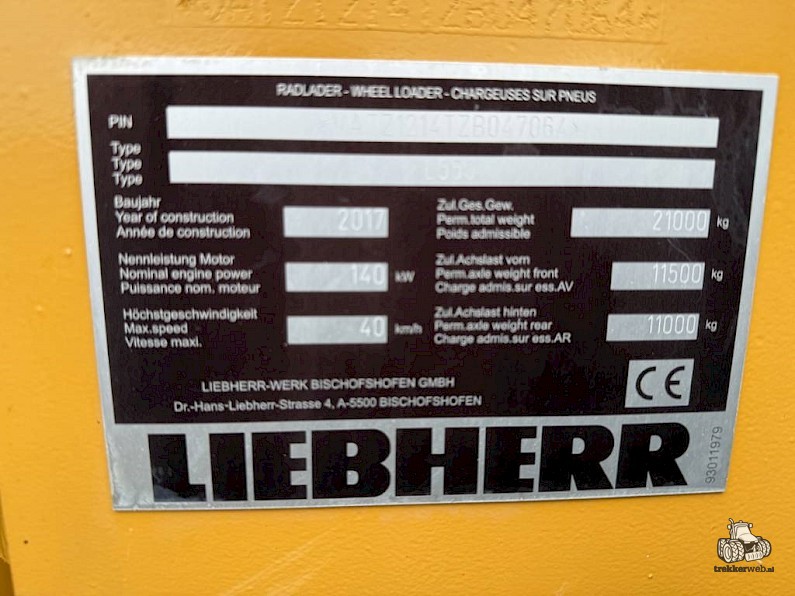 RADLADER - WHEEL LOADER - CHARGEUSES SUR PNEUS
PIN *VATZ1214TZB047064*
Type
Type
Type L550
Baujahr
Year of construction 2017
Année de construction
Zul.Ges.Gew.
Perm.total weight 21000 kg
Poids admissible
Nennleistung Motor
Nominal engine power 140 kW
Puissance nom. moteur
Zul.Achslast vorn
Perm.axle weight front 11500 kg
Charge admis.sur ess.AV
Höchstgeschwindigkeit
Max.speed 40 km/h
Vitesse maxi.
Zul.Achslast hinten
Perm.axle weight rear 11000 kg
Charge admis.sur ess.AR
LIEBHERR-WERK BISCHOFSHOFEN GMBH
Dr.-Hans-Liebherr-Strasse 4, A-5500 BISCHOFSHOFEN
CE
LIEBHERR
93011979
trekkerweb.nl